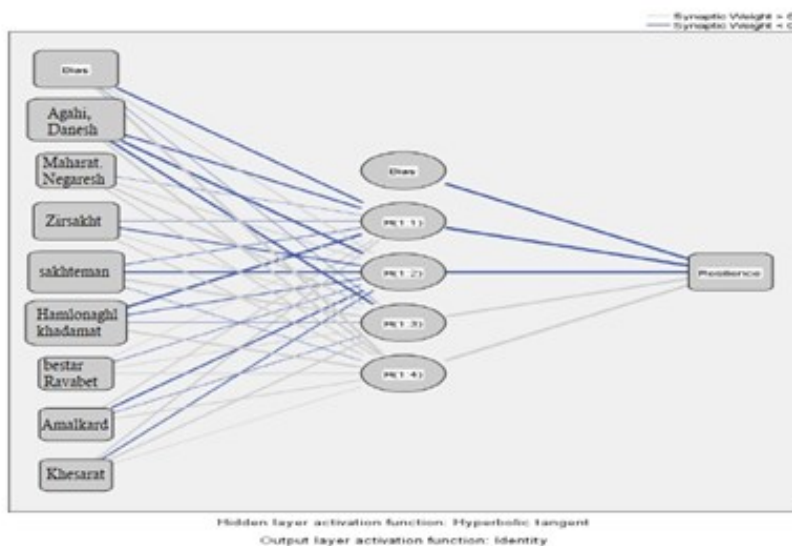 Synaptic Weight >
Synaptic Weight <
Bias
Agahi,
Danesh
Maharat.
Negaresh
Zirsakht
sakhteman
Hamlonaghl
khadamat
bestar
Ravabet
Amalkard
Khesarat
Bias
H(1:1)
H(1:2)
H(1:3)
H(1:4)
Resilience
Hidden layer activation function: Hyperbolic tangent
Output layer activation function: Identity